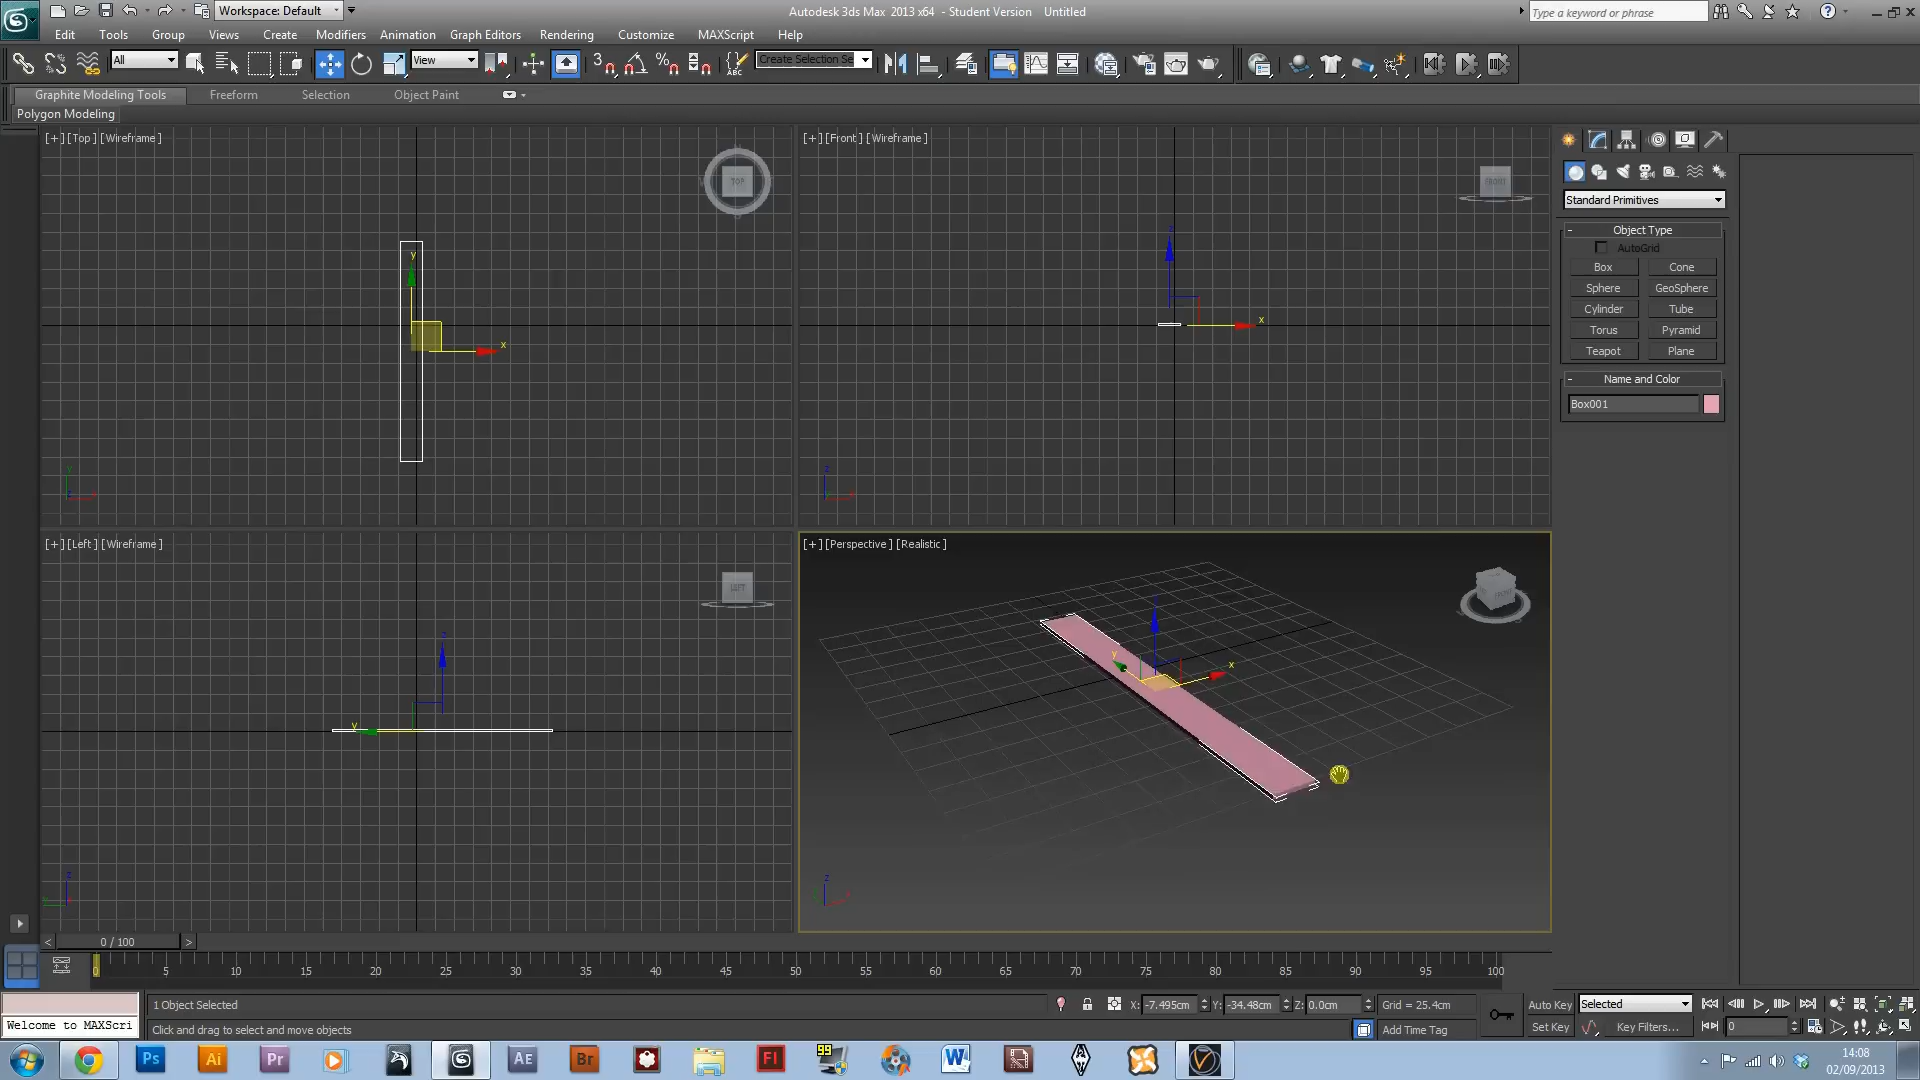 Workspace: Default
Autodesk 3ds Max 2013 x64 - Student Version Untitled
Type a keyword or phrase
Edit Tools Group Views Create Modifiers Animation Graph Editors Rendering Customize MAXScript Help
All View 3 Create Selection Se
Graphite Modeling Tools Freeform Selection Object Paint
Polygon Modeling
[+] [Top] [Wireframe]
TOP
y
x
[+] [Front] [Wireframe]
FRONT
z
x
[+] [Left] [Wireframe]
LEFT
z
y
[+] [Perspective] [Realistic]
FRONT
y
x
z
Standard Primitives
- Object Type
AutoGrid
Box Cone
Sphere GeoSphere
Cylinder Tube
Torus Pyramid
Teapot Plane
- Name and Color
Box001
< 0 / 100 >
0 5 10 15 20 25 30 35 40 45 50 55 60 65 70 75 80 85 90 95 100
1 Object Selected X: -7.495cm Y: -34.48cm Z: 0.0cm Grid = 25.4cm Auto Key Selected
Welcome to MAXScri Click and drag to select and move objects Add Time Tag Set Key Key Filters... 0
Ps Ai Pr AE Br Fl 99 W
14:08
02/09/2013